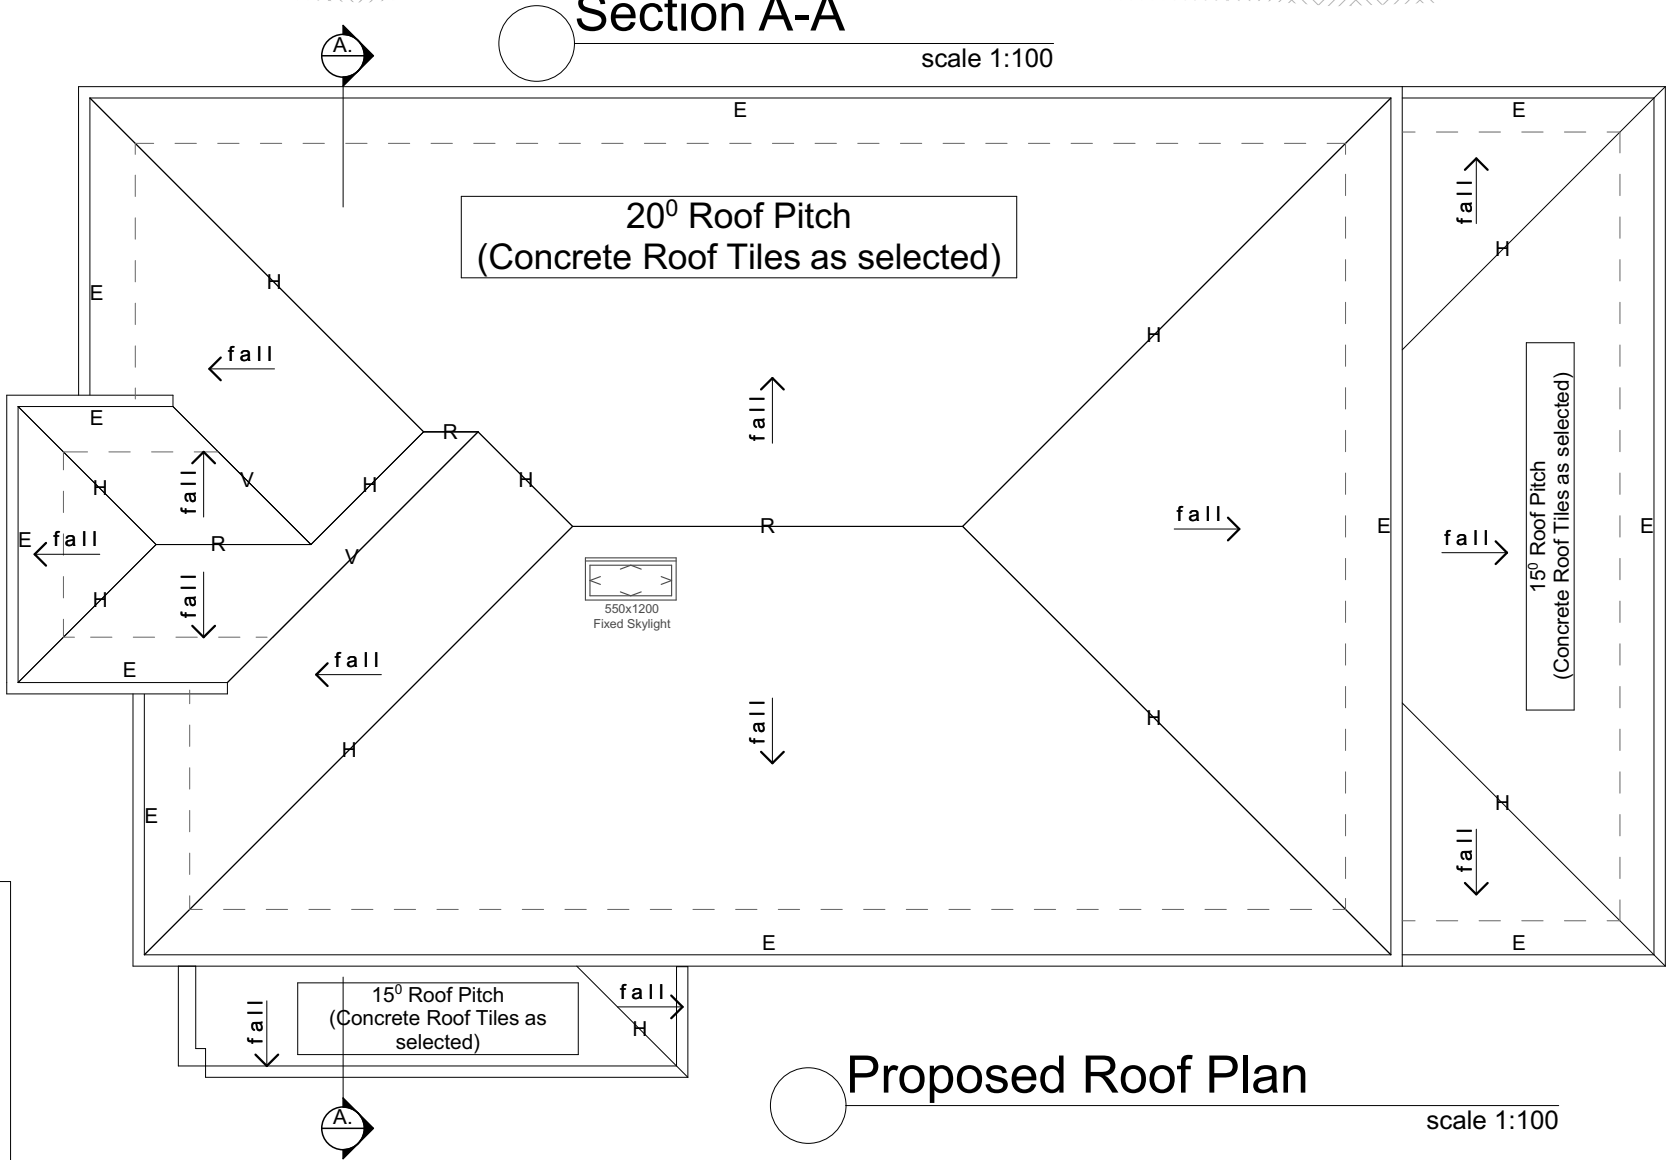 Section A-A
scale 1:100
A.
E
E
20⁰ Roof Pitch
(Concrete Roof Tiles as selected)
fall
H
H
H
E
H
fall
fall
E
R
H
H
V
fall
E
H
R
fall
H
fall
E
V
R
fall
E
fall
E
15⁰ Roof Pitch
(Concrete Roof Tiles as selected)
550x1200
Fixed Skylight
fall
E
fall
H
fall
H
H
fall
E
E
E
15⁰ Roof Pitch
(Concrete Roof Tiles as
selected)
fall
fall
H
A.
Proposed Roof Plan
scale 1:100